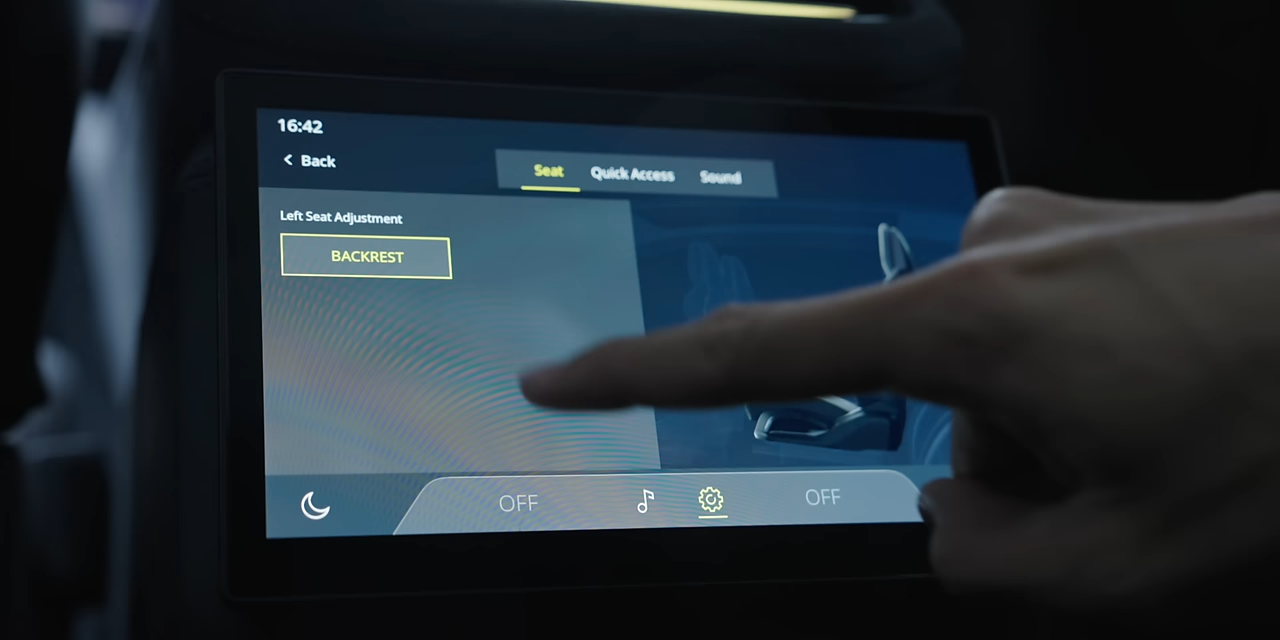 16:42
Back
Seat Quick Access Sound
Left Seat Adjustment
BACKREST
OFF OFF